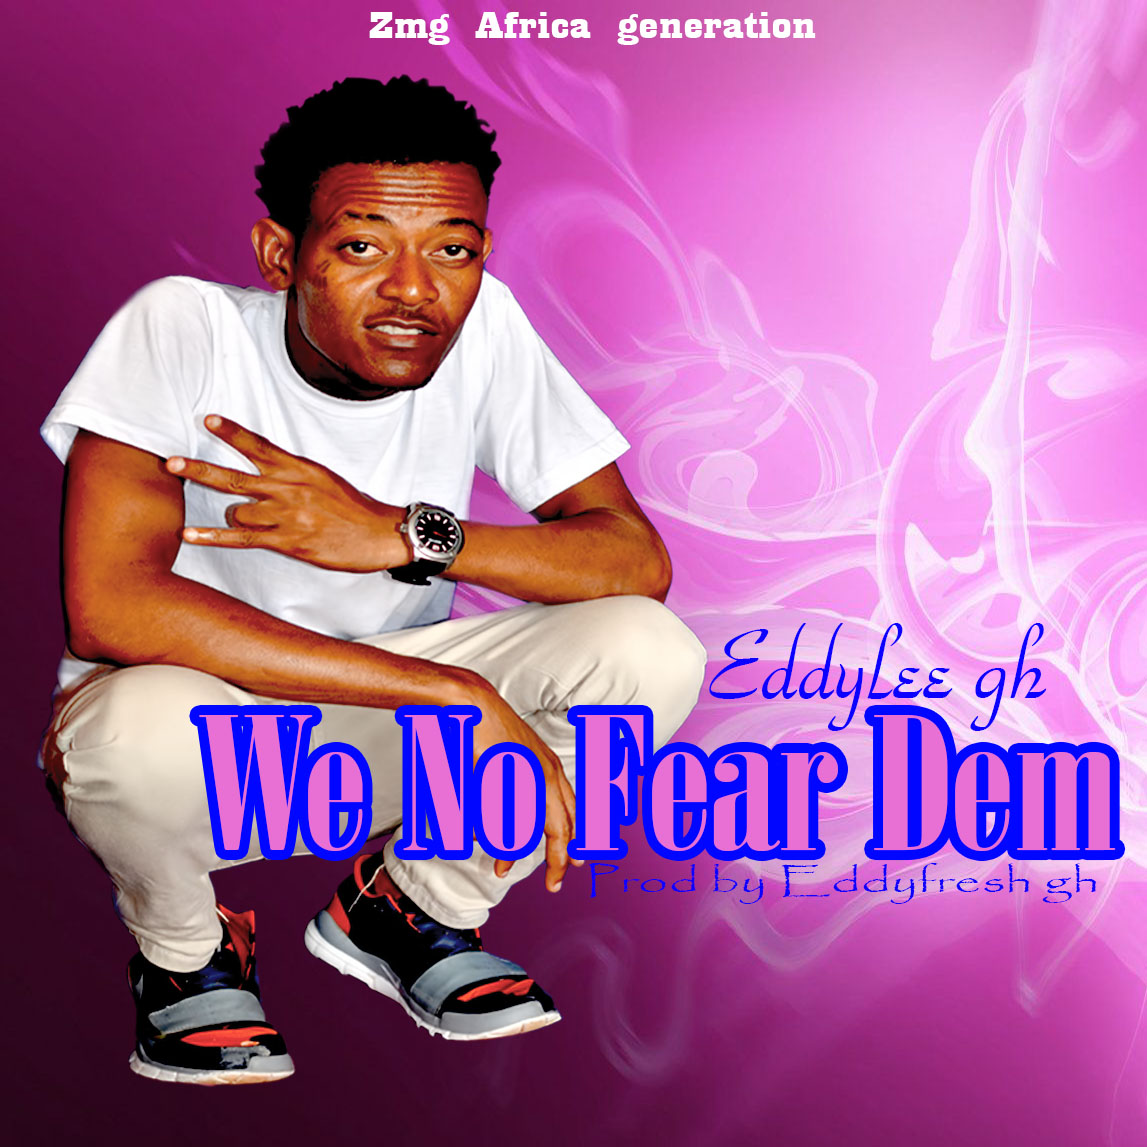 Zmg Africa generation
EddyLee gh
We No Fear Dem
Prod by Eddyfresh gh